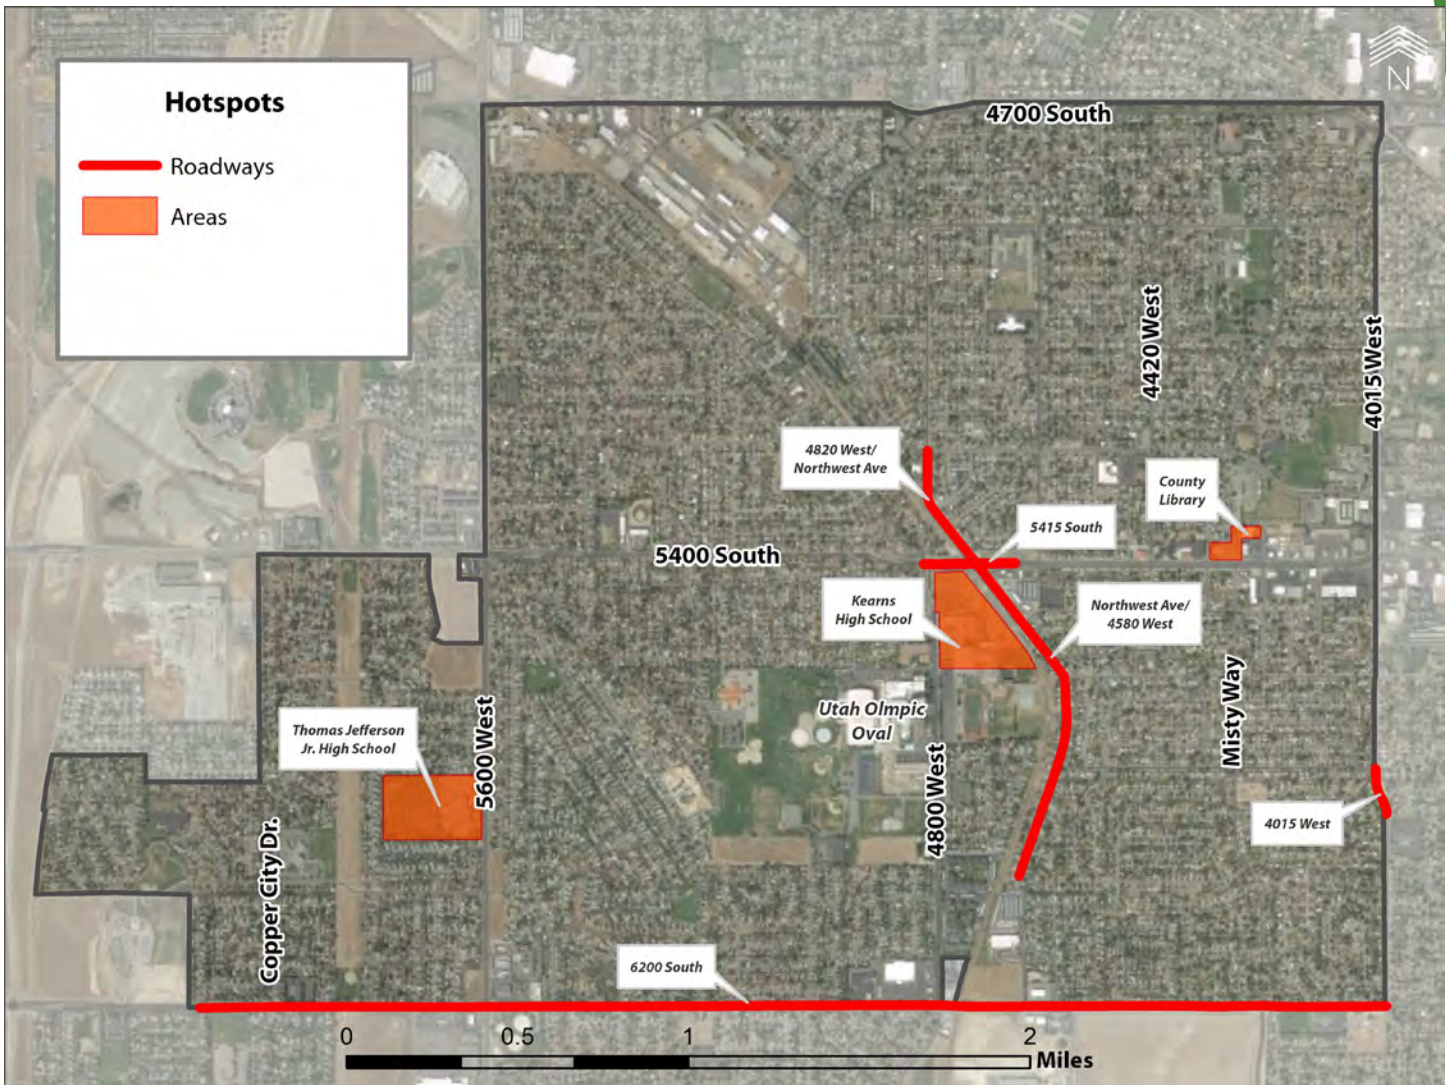 N
Hotspots
Roadways
Areas
4700 South
4420 West
4015 West
4820 West/
Northwest Ave
County
Library
5415 South
5400 South
Kearns
High School
Northwest Ave/
4580 West
Misty Way
Utah Olmpic
Oval
Thomas Jefferson
Jr. High School
5600 West
4800 West
4015 West
Copper City Dr.
6200 South
0
0.5
1
2
Miles